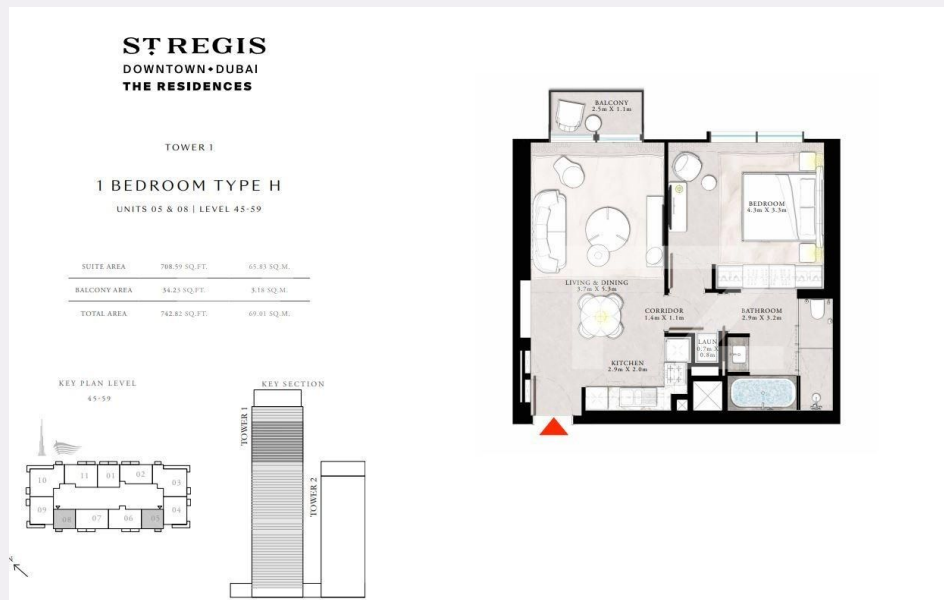 ST REGIS
DOWNTOWN • DUBAI
THE RESIDENCES
TOWER 1
1 BEDROOM TYPE H
UNITS 05 & 08 | LEVEL 45-59
SUITE AREA 708.59 SQ.FT. 65.83 SQ.M.
BALCONY AREA 34.23 SQ.FT. 3.18 SQ.M.
TOTAL AREA 742.82 SQ.FT. 69.01 SQ.M.
KEY PLAN LEVEL
45-59
10
11
01
02
03
09
08
07
06
05
04
N
KEY SECTION
TOWER 1
TOWER 2
BALCONY
2.5m X 1.1m
BEDROOM
4.3m X 3.3m
LIVING & DINING
3.7m X 5.3m
CORRIDOR
1.4m X 1.1m
BATHROOM
2.9m X 3.2m
LAUN
0.7m X
0.8m
KITCHEN
2.9m X 2.0m